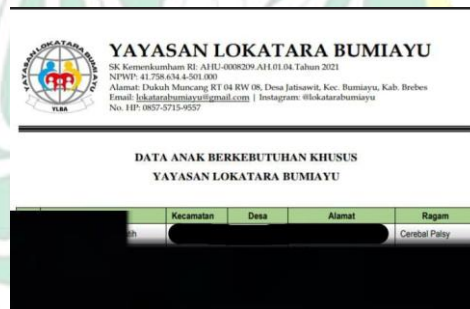 YAYASAN LOKATARA BUMIAYU
YLBA
YAYASAN LOKATARA BUMIAYU
SK Kemenkumham RI: AHU-0008209.AH.01.04.Tahun 2021
NPWP: 41.758.634.4-501.000
Alamat: Dukuh Muncang RT 04 RW 08, Desa Jatisawit, Kec. Bumiayu, Kab. Brebes
Email: lokatarabumiayu@gmail.com | Instagram: @lokatarabumiayu
No. HP: 0857-5715-9557
DATA ANAK BERKEBUTUHAN KHUSUS
YAYASAN LOKATARA BUMIAYU
Kecamatan Desa Alamat Ragam
Cerebal Palsy